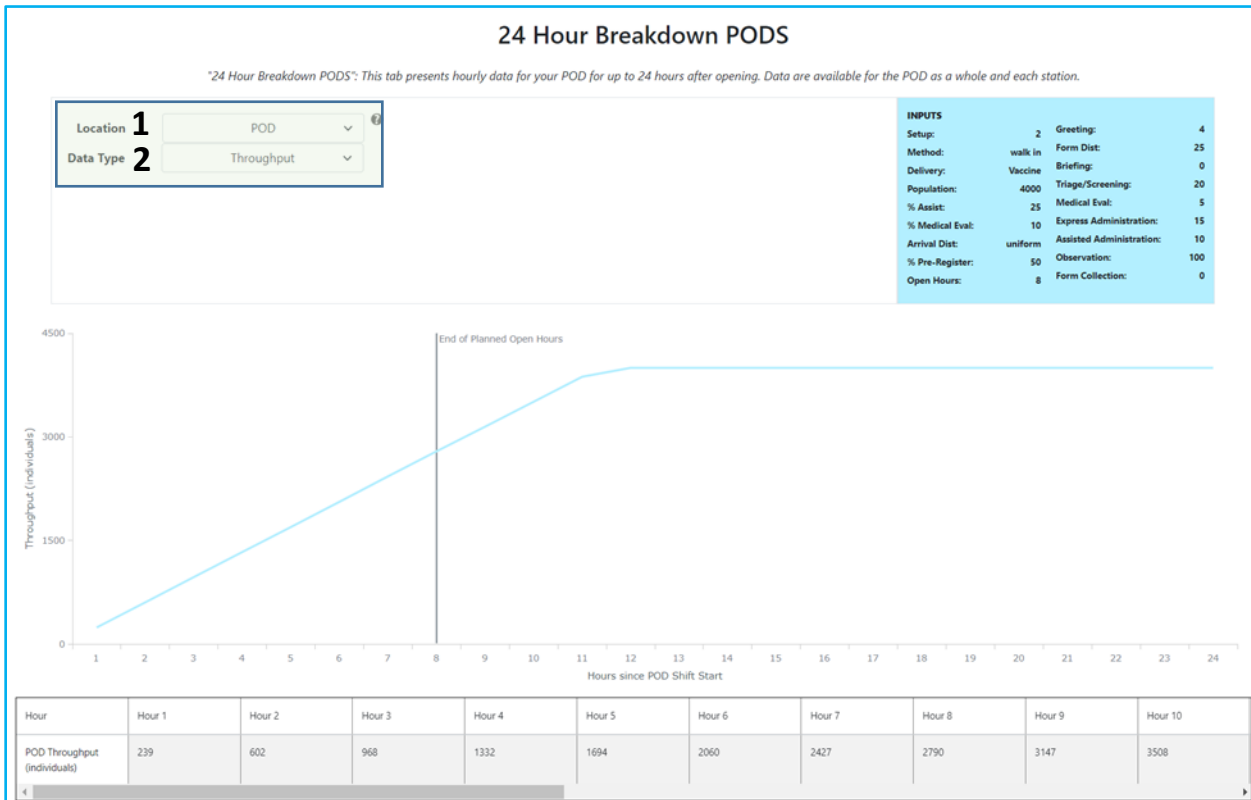 24 Hour Breakdown PODS
"24 Hour Breakdown PODS": This tab presents hourly data for your POD for up to 24 hours after opening. Data are available for the POD as a whole and each station.
Location 1 POD ?
Data Type 2 Throughput
INPUTS
Setup: 2
Method: walk in
Delivery: Vaccine
Population: 4000
% Assist: 25
% Medical Eval: 10
Arrival Dist: uniform
% Pre-Register: 50
Open Hours: 8
Greeting: 4
Form Dist: 25
Briefing: 0
Triage/Screening: 20
Medical Eval: 5
Express Administration: 15
Assisted Administration: 10
Observation: 100
Form Collection: 0
4500
3000
1500
0
Throughput (individuals)
End of Planned Open Hours
1 2 3 4 5 6 7 8 9 10 11 12 13 14 15 16 17 18 19 20 21 22 23 24
Hours since POD Shift Start
Hour Hour 1 Hour 2 Hour 3 Hour 4 Hour 5 Hour 6 Hour 7 Hour 8 Hour 9 Hour 10
POD Throughput 239 602 968 1332 1694 2060 2427 2790 3147 3508
(individuals)